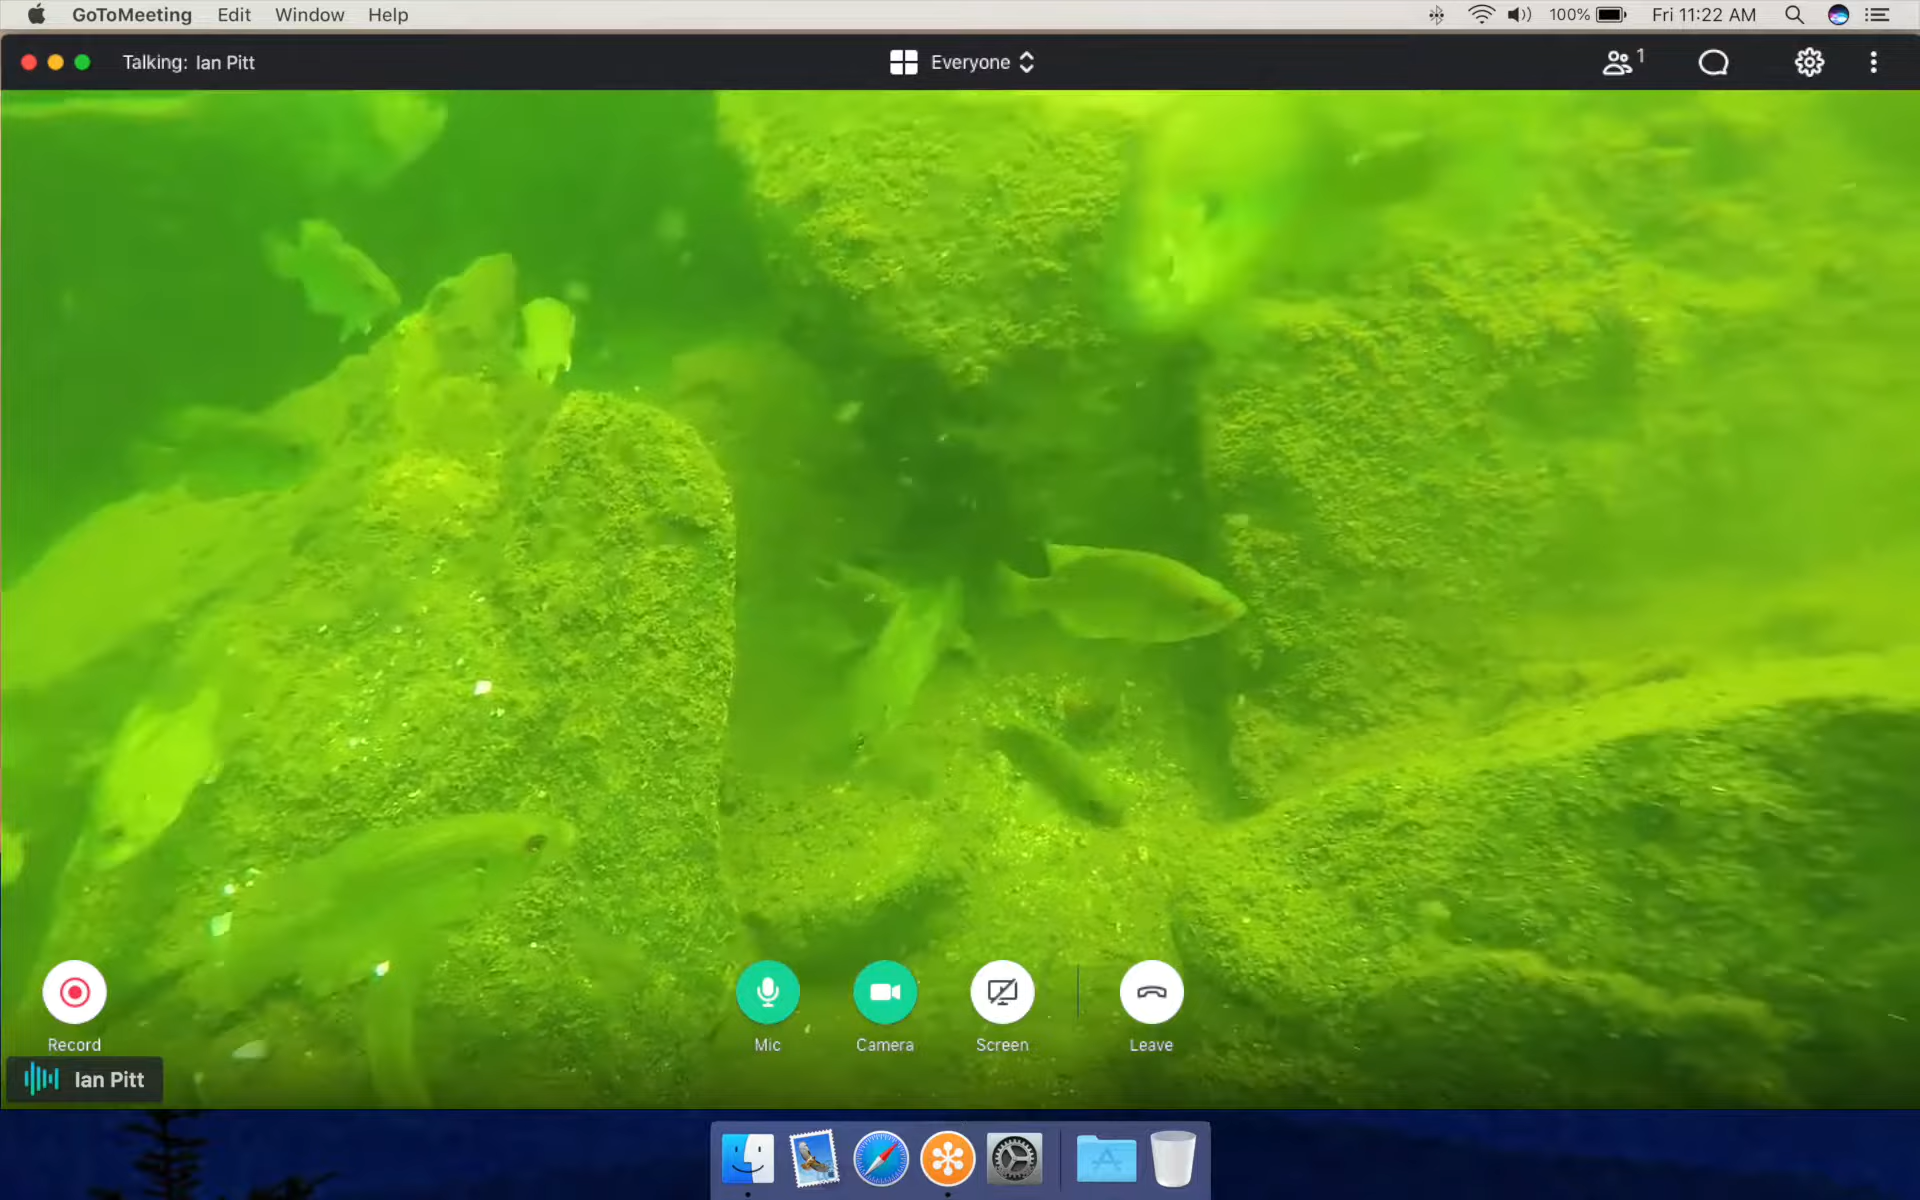 GoToMeeting Edit Window Help 100% Fri 11:22 AM
Talking: Ian Pitt Everyone 1
Record Mic Camera Screen Leave
Ian Pitt